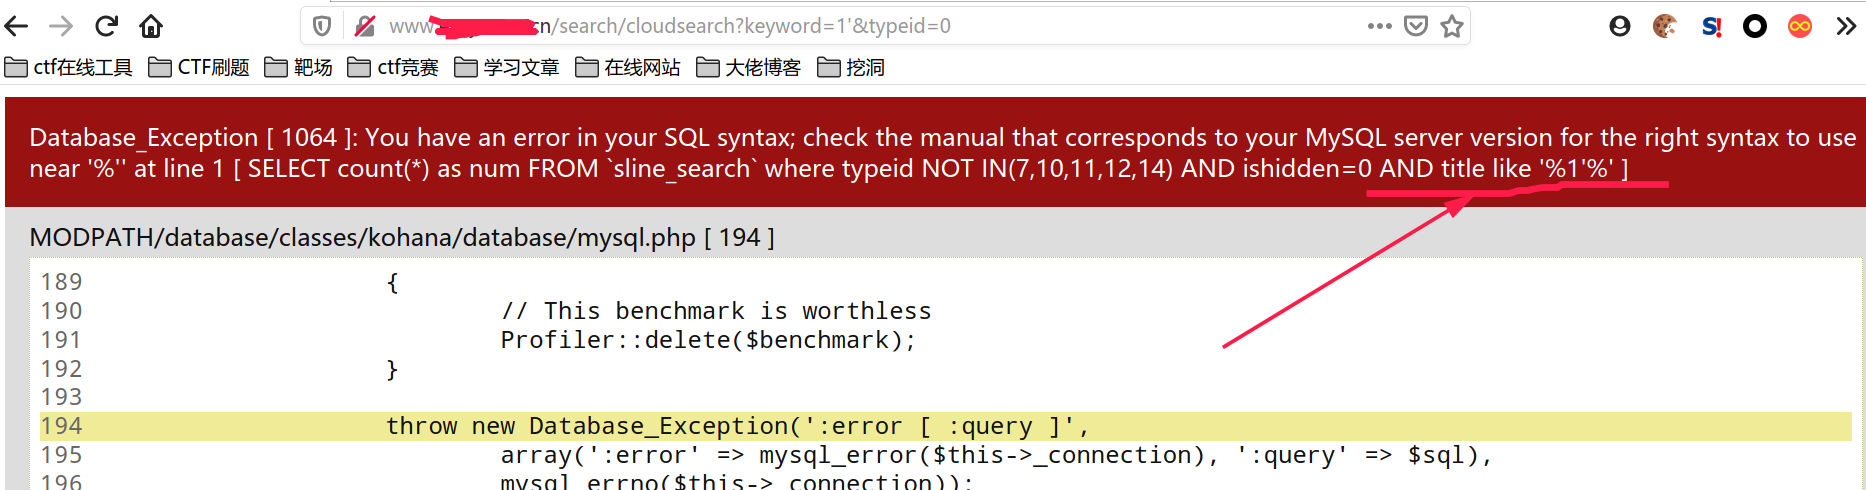 www.cn/search/cloudsearch?keyword=1'&typeid=0
ctf在线工具 CTF刷题 靶场 ctf竞赛 学习文章 在线网站 大佬博客 挖洞
Database_Exception [ 1064 ]: You have an error in your SQL syntax; check the manual that corresponds to your MySQL server version for the right syntax to use
near '%'' at line 1 [ SELECT count(*) as num FROM `sline_search` where typeid NOT IN(7,10,11,12,14) AND ishidden=0 AND title like '%1'%' ]
MODPATH/database/classes/kohana/database/mysql.php [ 194 ]
189 {
190 // This benchmark is worthless
191 Profiler::delete($benchmark);
192 }
193
194 throw new Database_Exception(':error [ :query ]',
195 array(':error' => mysql_error($this->_connection), ':query' => $sql),
196 mysql_errno($this->_connection));